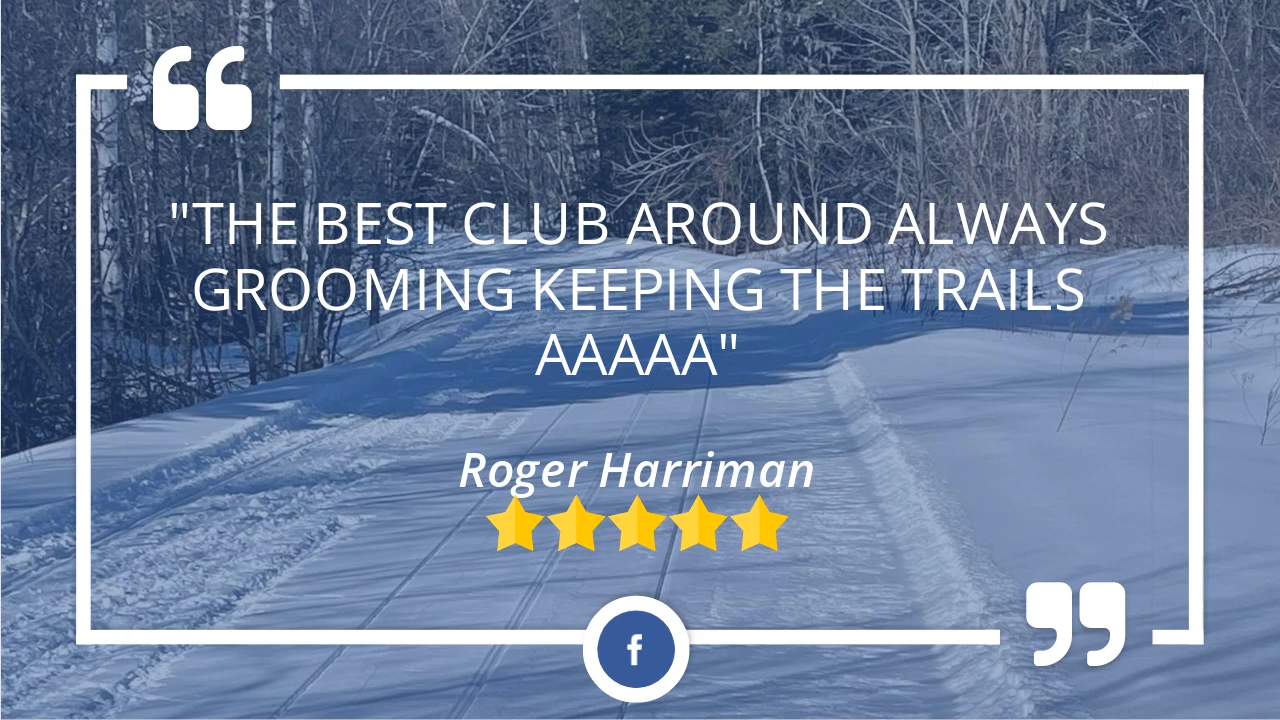 "THE BEST CLUB AROUND ALWAYS
GROOMING KEEPING THE TRAILS
AAAAA"
Roger Harriman
f